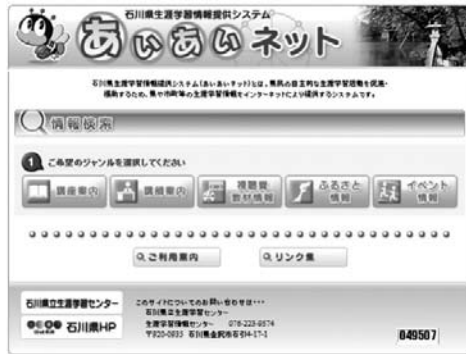 石川県生涯学習情報提供システム
あいあいネット
石川県生涯学習情報提供システム(あいあいネット)とは、県民の自主的な生涯学習活動を促進・
援助するため、県や市町等の生涯学習情報をインターネットにより提供するシステムです。
情報検索
1 ご希望のジャンルを選択してください
講座案内
講師案内
視聴覚
教材情報
ふるさと
情報
イベント
情報
ご利用案内
リンク集
石川県立生涯学習センター
石川県HP
このサイトについてのお問い合わせは・・・
石川県立生涯学習センター
生涯学習情報センター 076-223-9574
〒920-0935 石川県金沢市石引4-17-1
049507